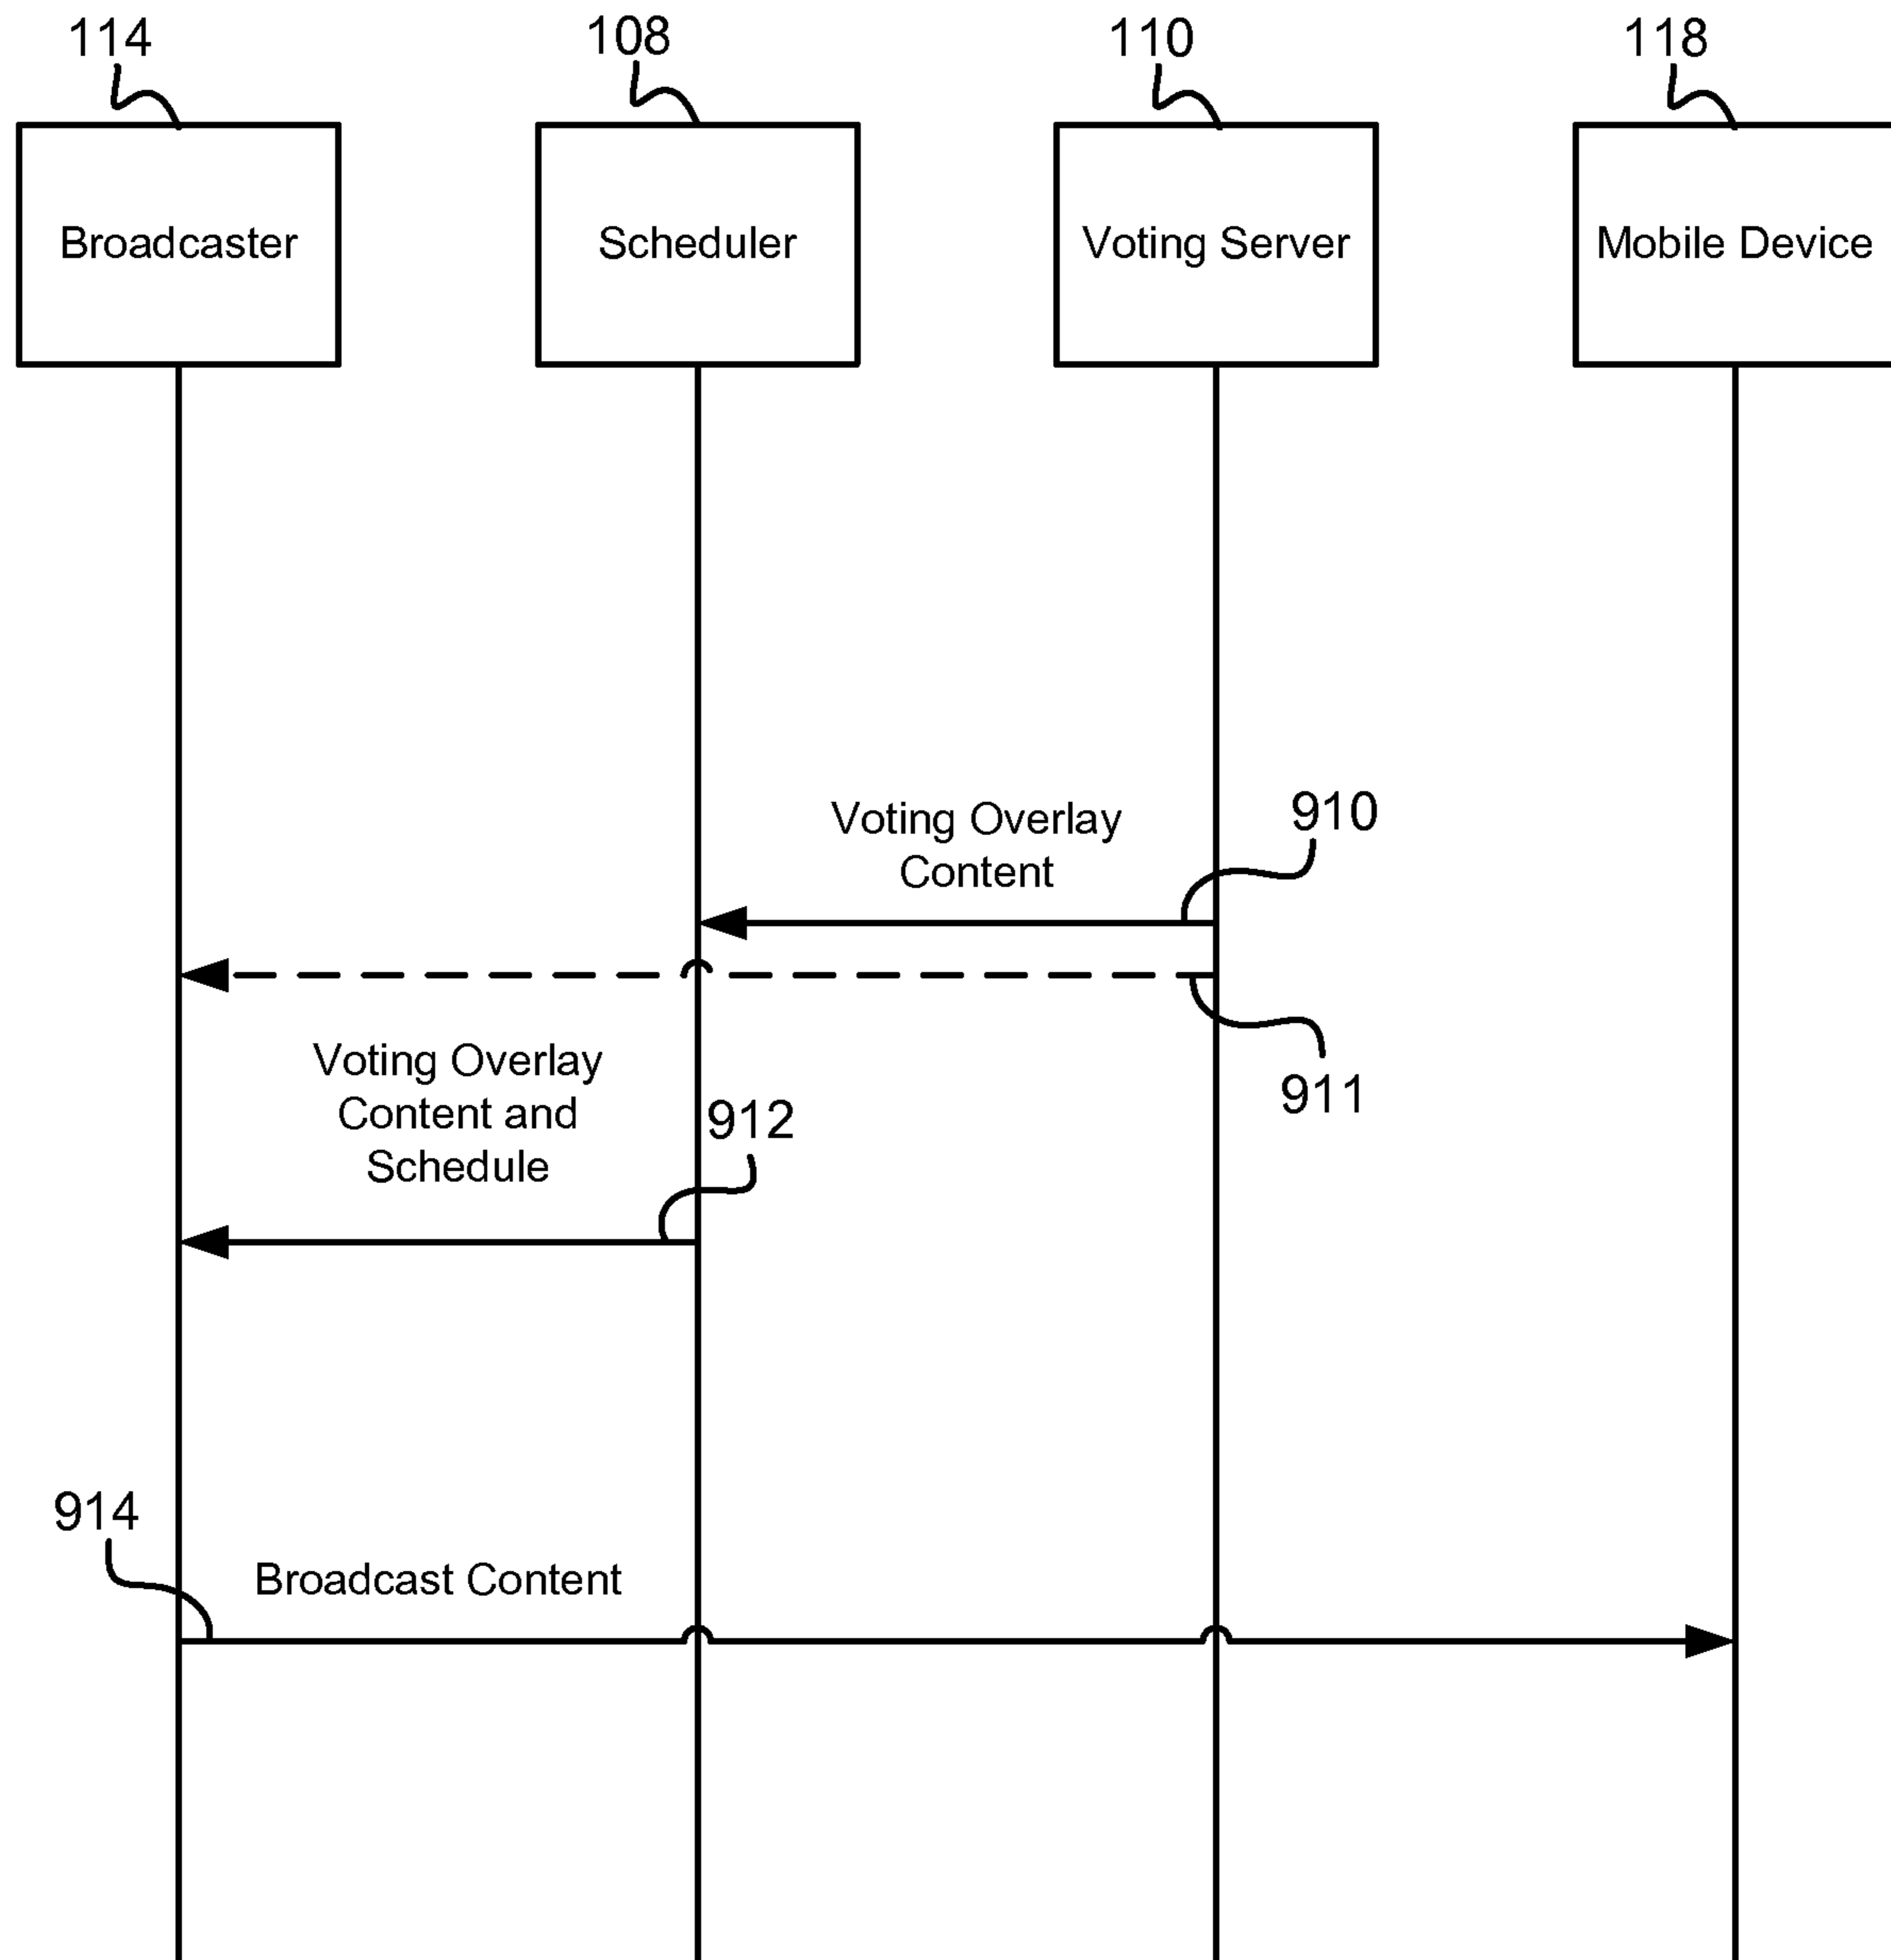 114
108
110
118
Broadcaster
Scheduler
Voting Server
Mobile Device
Voting Overlay
Content
910
911
Voting Overlay
Content and
Schedule
912
914
Broadcast Content